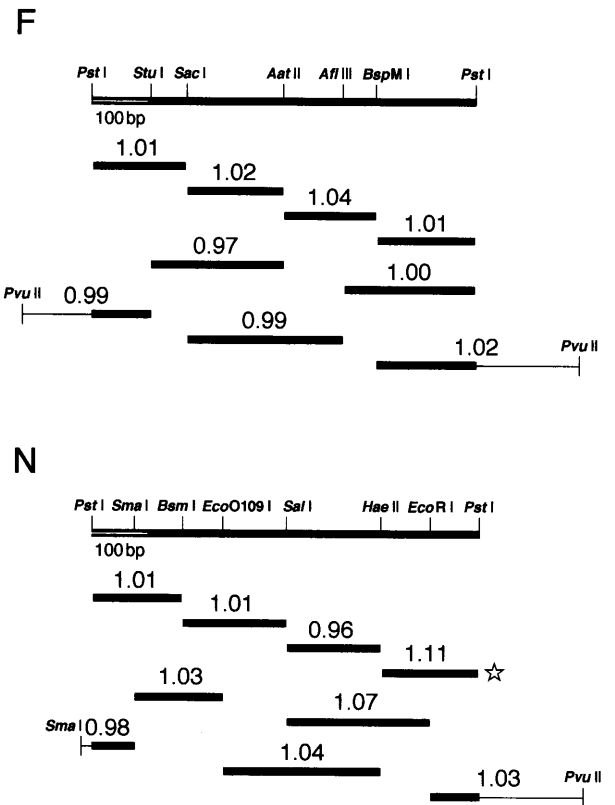 F
Pst I Stu I Sac I Aat II Afl III BspM I Pst I
100 bp
1.01
1.02
1.04
1.01
0.97
1.00
Pvu II 0.99
0.99
1.02 Pvu II
N
Pst I Sma I Bsm I EcoO109 I Sal I Hae II EcoR I Pst I
100 bp
1.01
1.01
0.96
1.11 ☆
1.03
1.07
Sma I 0.98
1.04
1.03 Pvu II